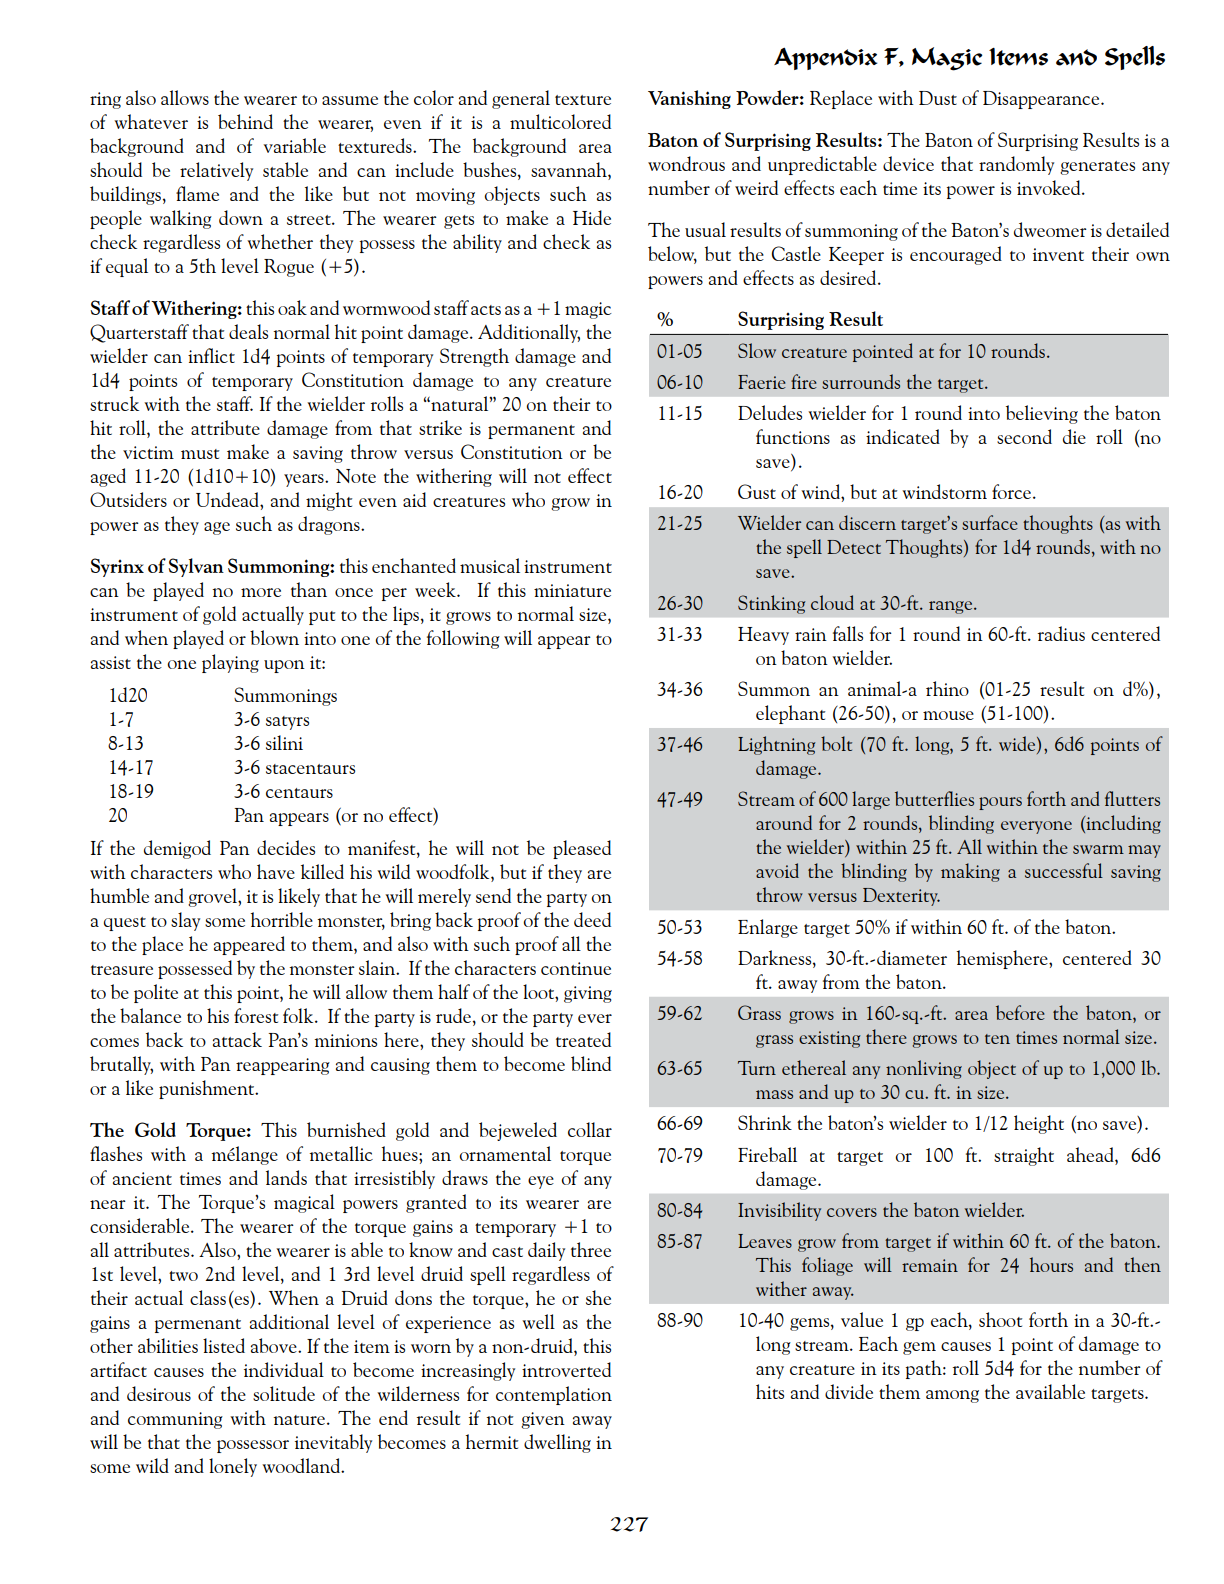 Appendix F, Magic Items and Spells
ring also allows the wearer to assume the color and general texture
of whatever is behind the wearer, even if it is a multicolored
background and of variable textureds. The background area
should be relatively stable and can include bushes, savannah,
buildings, flame and the like but not moving objects such as
people walking down a street. The wearer gets to make a Hide
check regardless of whether they possess the ability and check as
if equal to a 5th level Rogue (+5).
Staff of Withering: this oak and wormwood staff acts as a +1 magic
Quarterstaff that deals normal hit point damage. Additionally, the
wielder can inflict 1d4 points of temporary Strength damage and
1d4 points of temporary Constitution damage to any creature
struck with the staff. If the wielder rolls a “natural” 20 on their to
hit roll, the attribute damage from that strike is permanent and
the victim must make a saving throw versus Constitution or be
aged 11-20 (1d10+10) years. Note the withering will not effect
Outsiders or Undead, and might even aid creatures who grow in
power as they age such as dragons.
Syrinx of Sylvan Summoning: this enchanted musical instrument
can be played no more than once per week. If this miniature
instrument of gold actually put to the lips, it grows to normal size,
and when played or blown into one of the following will appear to
assist the one playing upon it:
1d20 Summonings
1-7 3-6 satyrs
8-13 3-6 silini
14-17 3-6 stacentaurs
18-19 3-6 centaurs
20 Pan appears (or no effect)
If the demigod Pan decides to manifest, he will not be pleased
with characters who have killed his wild woodfolk, but if they are
humble and grovel, it is likely that he will merely send the party on
a quest to slay some horrible monster, bring back proof of the deed
to the place he appeared to them, and also with such proof all the
treasure possessed by the monster slain. If the characters continue
to be polite at this point, he will allow them half of the loot, giving
the balance to his forest folk. If the party is rude, or the party ever
comes back to attack Pan’s minions here, they should be treated
brutally, with Pan reappearing and causing them to become blind
or a like punishment.
The Gold Torque: This burnished gold and bejeweled collar
flashes with a mélange of metallic hues; an ornamental torque
of ancient times and lands that irresistibly draws the eye of any
near it. The Torque’s magical powers granted to its wearer are
considerable. The wearer of the torque gains a temporary +1 to
all attributes. Also, the wearer is able to know and cast daily three
1st level, two 2nd level, and 1 3rd level druid spell regardless of
their actual class(es). When a Druid dons the torque, he or she
gains a permenant additional level of experience as well as the
other abilities listed above. If the item is worn by a non-druid, this
artifact causes the individual to become increasingly introverted
and desirous of the solitude of the wilderness for contemplation
and communing with nature. The end result if not given away
will be that the possessor inevitably becomes a hermit dwelling in
some wild and lonely woodland.
Vanishing Powder: Replace with Dust of Disappearance.
Baton of Surprising Results: The Baton of Surprising Results is a
wondrous and unpredictable device that randomly generates any
number of weird effects each time its power is invoked.
The usual results of summoning of the Baton’s dweomer is detailed
below, but the Castle Keeper is encouraged to invent their own
powers and effects as desired.
% Surprising Result
01-05 Slow creature pointed at for 10 rounds.
06-10 Faerie fire surrounds the target.
11-15 Deludes wielder for 1 round into believing the baton
functions as indicated by a second die roll (no
save).
16-20 Gust of wind, but at windstorm force.
21-25 Wielder can discern target’s surface thoughts (as with
the spell Detect Thoughts) for 1d4 rounds, with no
save.
26-30 Stinking cloud at 30-ft. range.
31-33 Heavy rain falls for 1 round in 60-ft. radius centered
on baton wielder.
34-36 Summon an animal-a rhino (01-25 result on d%),
elephant (26-50), or mouse (51-100).
37-46 Lightning bolt (70 ft. long, 5 ft. wide), 6d6 points of
damage.
47-49 Stream of 600 large butterflies pours forth and flutters
around for 2 rounds, blinding everyone (including
the wielder) within 25 ft. All within the swarm may
avoid the blinding by making a successful saving
throw versus Dexterity.
50-53 Enlarge target 50% if within 60 ft. of the baton.
54-58 Darkness, 30-ft.-diameter hemisphere, centered 30
ft. away from the baton.
59-62 Grass grows in 160-sq.-ft. area before the baton, or
grass existing there grows to ten times normal size.
63-65 Turn ethereal any nonliving object of up to 1,000 lb.
mass and up to 30 cu. ft. in size.
66-69 Shrink the baton’s wielder to 1/12 height (no save).
70-79 Fireball at target or 100 ft. straight ahead, 6d6
damage.
80-84 Invisibility covers the baton wielder.
85-87 Leaves grow from target if within 60 ft. of the baton.
This foliage will remain for 24 hours and then
wither away.
88-90 10-40 gems, value 1 gp each, shoot forth in a 30-ft.-
long stream. Each gem causes 1 point of damage to
any creature in its path: roll 5d4 for the number of
hits and divide them among the available targets.
227